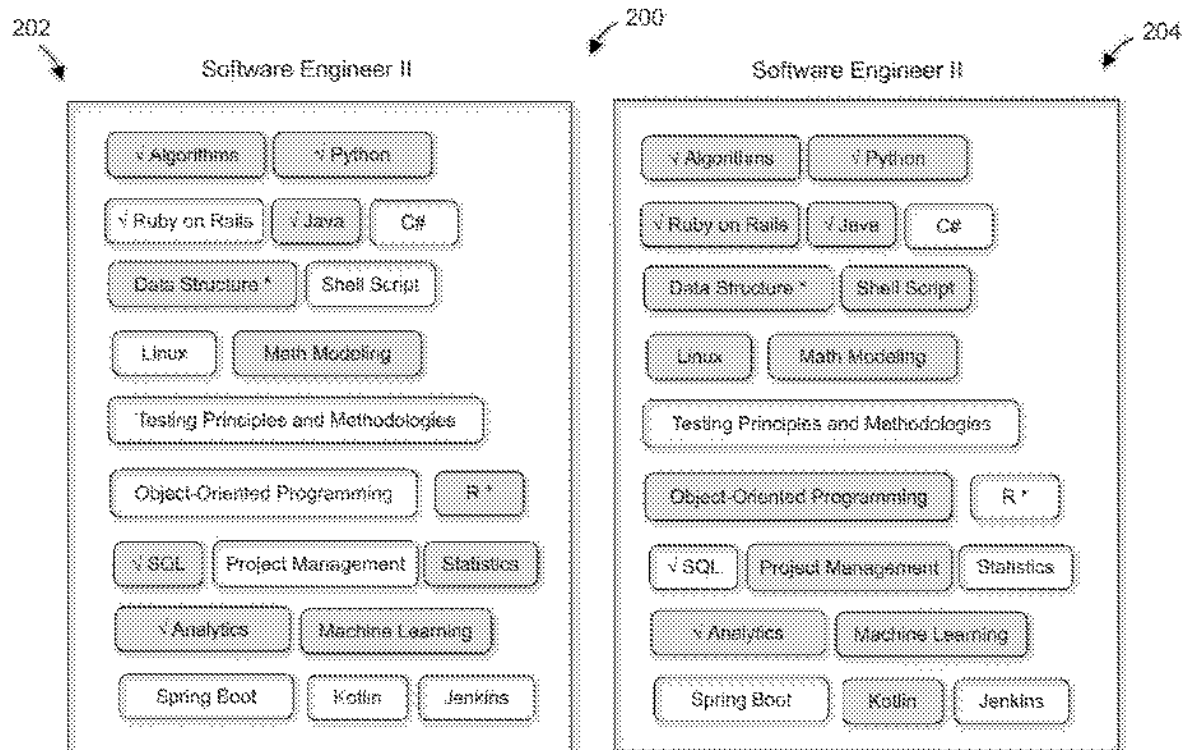 202
200
204
Software Engineer II
√ Algorithms √ Python
√ Ruby on Rails √ Java C#
Data Structure * Shell Script
Linux Math Modeling
Testing Principles and Methodologies
Object-Oriented Programming R *
√ SQL Project Management Statistics
√ Analytics Machine Learning
Spring Boot Kotlin Jenkins
Software Engineer II
√ Algorithms √ Python
√ Ruby on Rails √ Java C#
Data Structure * Shell Script
Linux Math Modeling
Testing Principles and Methodologies
Object-Oriented Programming R *
√ SQL Project Management Statistics
√ Analytics Machine Learning
Spring Boot Kotlin Jenkins